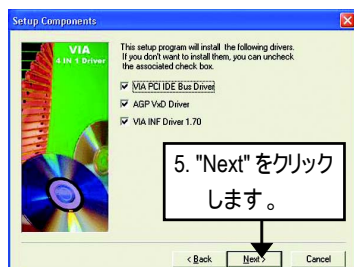 Setup Components
VIA
4 IN 1 Driver
This setup program will install the following drivers.
If you don't want to install them, you can uncheck
the associated check box.
VIA PCI IDE Bus Driver
AGP VxD Driver
VIA INF Driver 1.70
5. "Next" をクリック
します。
< Back
Next >
Cancel